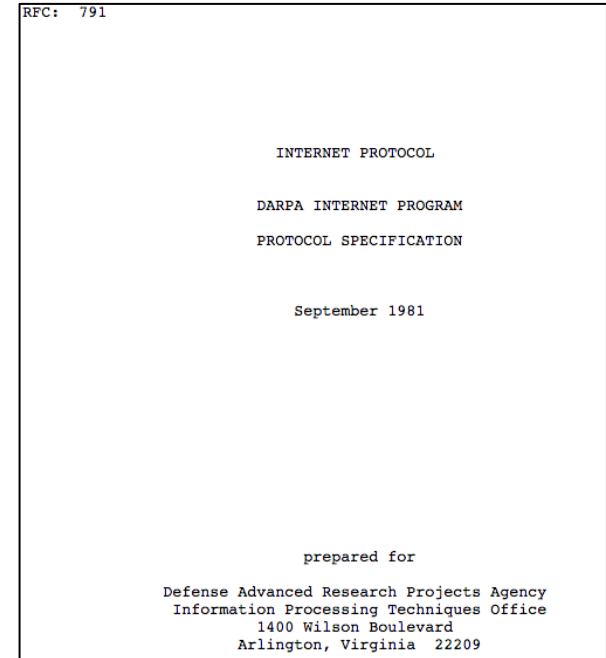 RFC:  791
INTERNET PROTOCOL
DARPA INTERNET PROGRAM
PROTOCOL SPECIFICATION
September 1981
prepared for
Defense Advanced Research Projects Agency
Information Processing Techniques Office
1400 Wilson Boulevard
Arlington, Virginia  22209